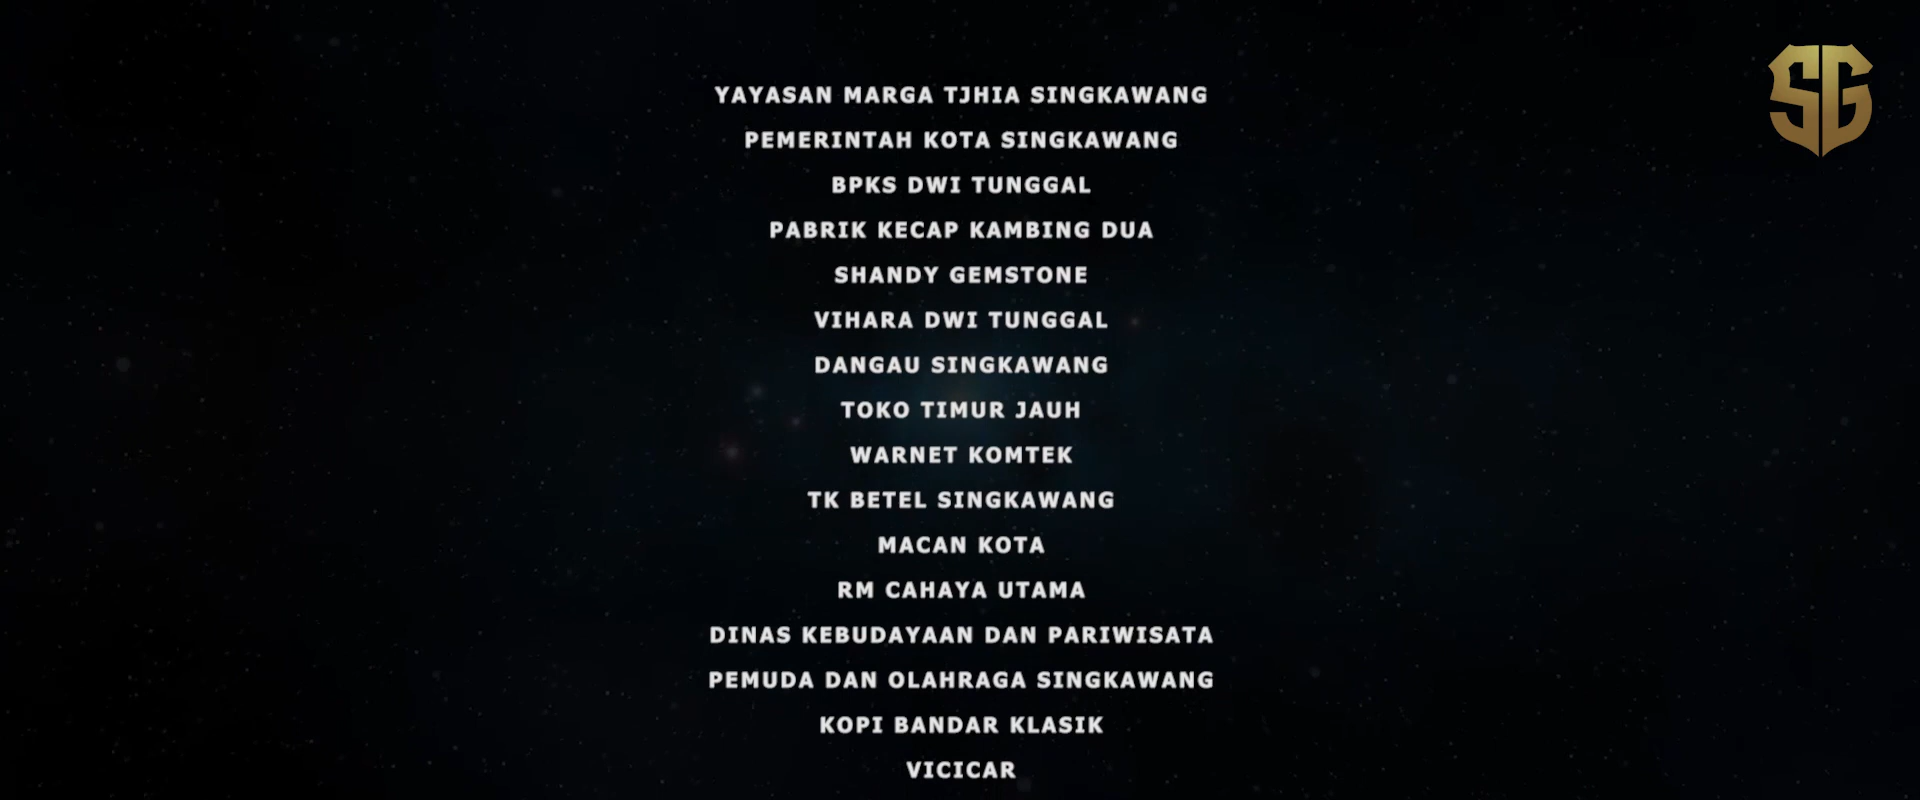 SG
YAYASAN MARGA TJHIA SINGKAWANG
PEMERINTAH KOTA SINGKAWANG
BPKS DWI TUNGGAL
PABRIK KECAP KAMBING DUA
SHANDY GEMSTONE
VIHARA DWI TUNGGAL
DANGAU SINGKAWANG
TOKO TIMUR JAUH
WARNET KOMTEK
TK BETEL SINGKAWANG
MACAN KOTA
RM CAHAYA UTAMA
DINAS KEBUDAYAAN DAN PARIWISATA
PEMUDA DAN OLAHRAGA SINGKAWANG
KOPI BANDAR KLASIK
VICICAR